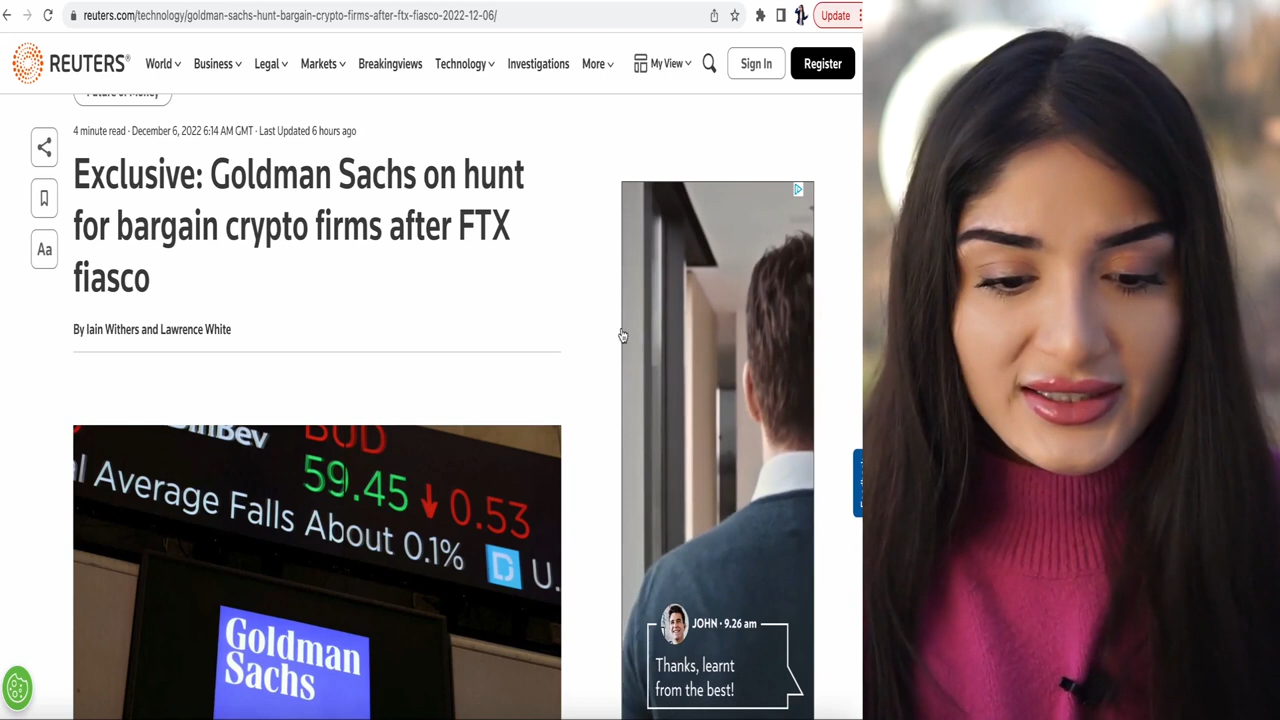 reuters.com/technology/goldman-sachs-hunt-bargain-crypto-firms-after-ftx-fiasco-2022-12-06/
Update
REUTERS®
World Business Legal Markets Breakingviews Technology Investigations More My View Sign In Register
Future of Money
4 minute read · December 6, 2022 6:14 AM GMT · Last Updated 6 hours ago
Aa
Exclusive: Goldman Sachs on hunt
for bargain crypto firms after FTX
fiasco
By Iain Withers and Lawrence White
BUD
59.45 0.53
Average Falls About 0.1% U.
Goldman
Sachs
JOHN · 9.26 am
Thanks, learnt
from the best!